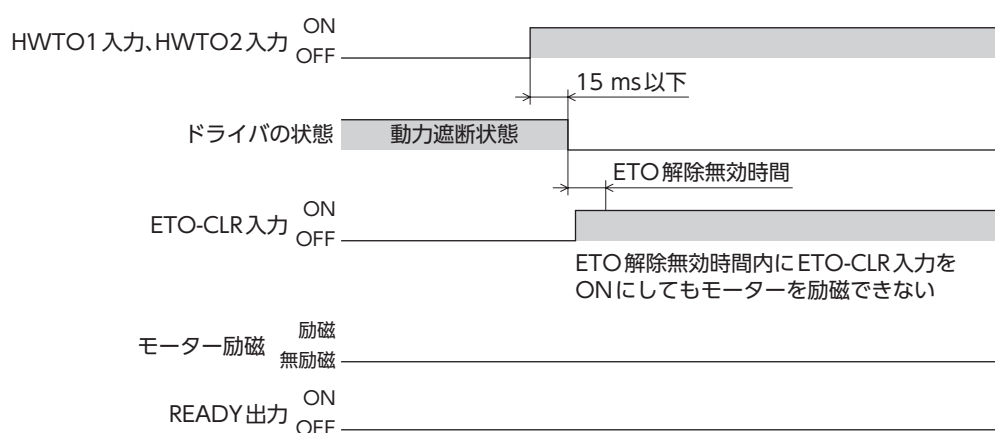 HWTO1入力、HWTO2入力 ON
OFF
15 ms以下
ドライバの状態 動力遮断状態
ETO解除無効時間
ETO-CLR入力 ON
OFF
ETO解除無効時間内にETO-CLR入力を
ONにしてもモーターを励磁できない
モーター励磁 励磁
無励磁
READY出力 ON
OFF